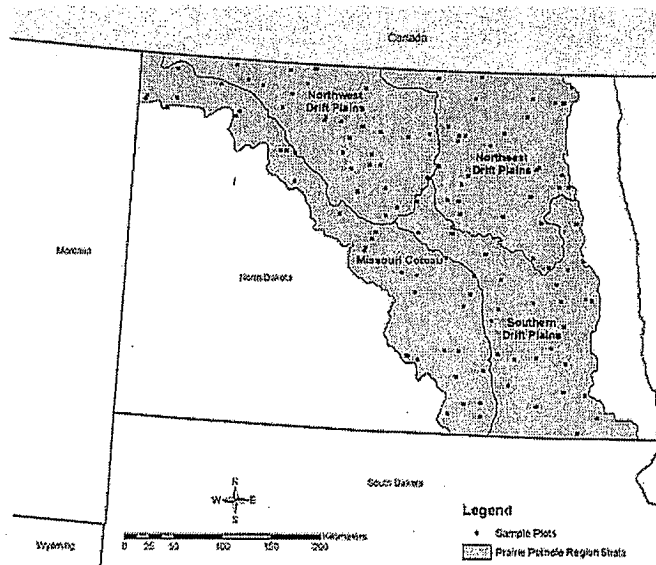 Canada
Northwest
Drift Plains
Northeast
Drift Plains
Montana
North Dakota
Missouri Coteau
Southern
Drift Plains
South Dakota
Wyoming
N
W
E
S
0 25 50 100 150 200
Kilometers
Legend
Sample Plots
Prairie Pothole Region Strata